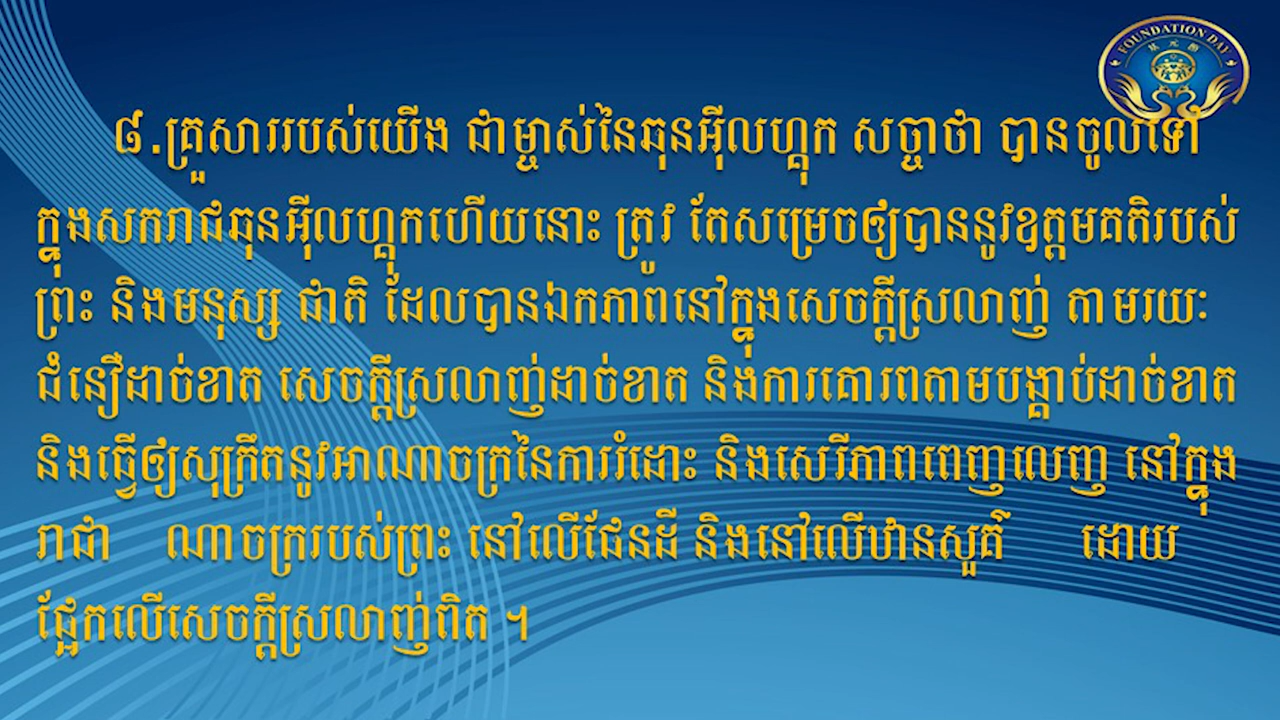 FOUNDATION DAY
៨.គ្រួសាររបស់យើង ជាម្ចាស់នៃឆុនអ៊ីលហ្គុក សច្ចាថា បានចូលទៅ
ក្នុងសករាជឆុនអ៊ីលហ្គុកហើយនោះ ត្រូវ តែសម្រេចឲ្យបាននូវឧត្តមគតិរបស់
ព្រះ និងមនុស្ស ជាតិ ដែលបានឯកភាពនៅក្នុងសេចក្តីស្រលាញ់ តាមរយៈ
ជំនឿដាច់ខាត សេចក្តីស្រលាញ់ដាច់ខាត និងការគោរពតាមបង្គាប់ដាច់ខាត
និងធ្វើឲ្យសុក្រឹតនូវអាណាចក្រនៃការរំដោះ និងសេរីភាពពេញលេញ នៅក្នុង
រាជា ណាចក្ររបស់ព្រះ នៅលើផែនដី និងនៅលើឋានសួគ៌ ដោយ
ផ្អែកលើសេចក្តីស្រលាញ់ពិត ។